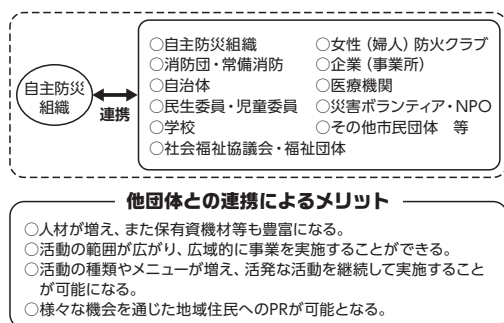 自主防災
組織
連携
○自主防災組織
○消防団・常備消防
○自治体
○民生委員・児童委員
○学校
○社会福祉協議会・福祉団体
○女性（婦人）防火クラブ
○企業（事業所）
○医療機関
○災害ボランティア・NPO
○その他市民団　等
他団体との連携によるメリット
○人材が増え、また保有資機材等も豊富になる。
○活動の範囲が広がり、広域的に事業を実施することができる。
○活動の種類やメニューが増え、活発な活動を継続して実施すること
が可能になる。
○様々な機会を通じた地域住民へのPRが可能となる。